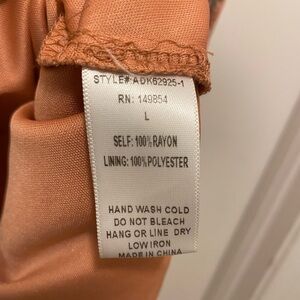 STYLE# ADK62925-1
RN: 149854
L
SELF: 100% RAYON
LINING: 100% POLYESTER
HAND WASH COLD
DO NOT BLEACH
HANG OR LINE DRY
LOW IRON
MADE IN CHINA